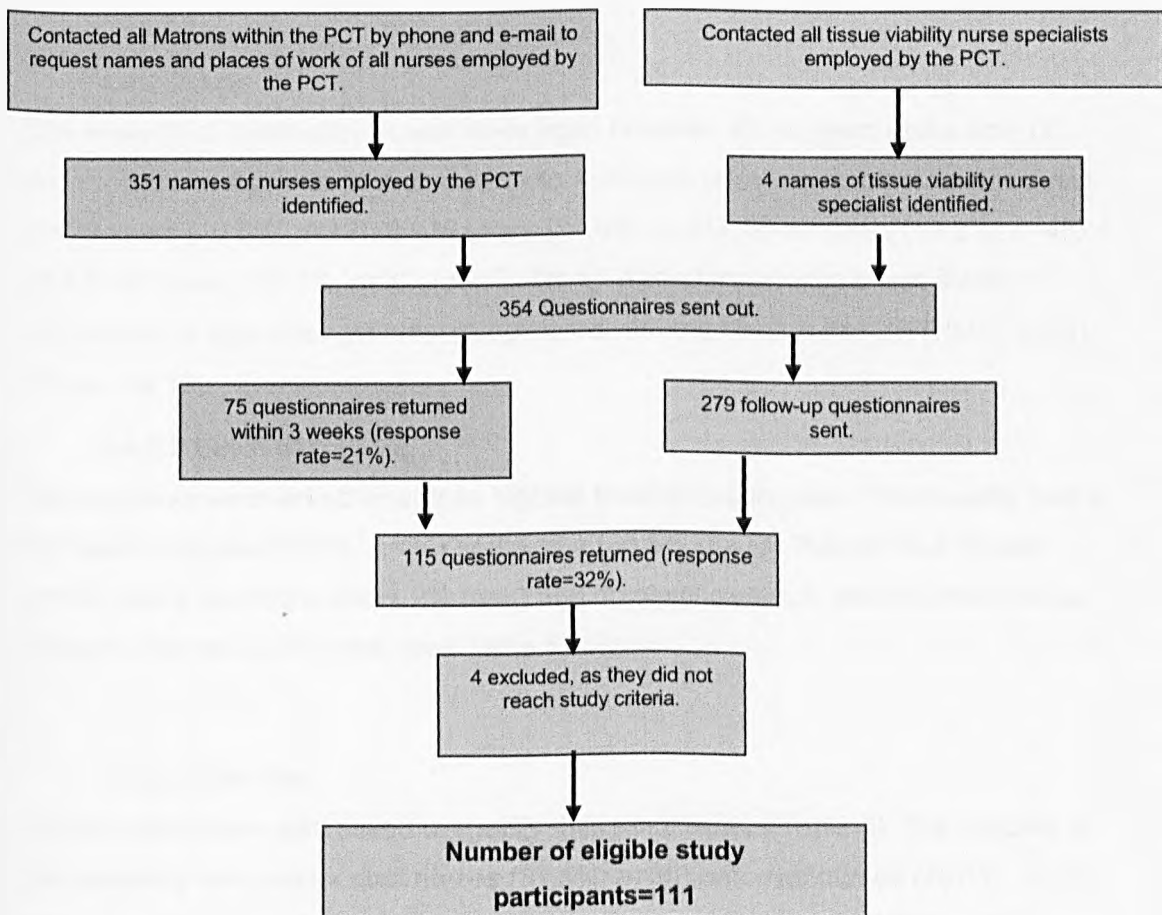 Contacted all Matrons within the PCT by phone and e-mail to
request names and places of work of all nurses employed by
the PCT.
Contacted all tissue viability nurse specialists
employed by the PCT.
351 names of nurses employed by the PCT
identified.
4 names of tissue viability nurse
specialist identified.
354 Questionnaires sent out.
75 questionnaires returned
within 3 weeks (response
rate=21%).
279 follow-up questionnaires
sent.
115 questionnaires returned (response
rate=32%).
4 excluded, as they did not
reach study criteria.
Number of eligible study
participants=111